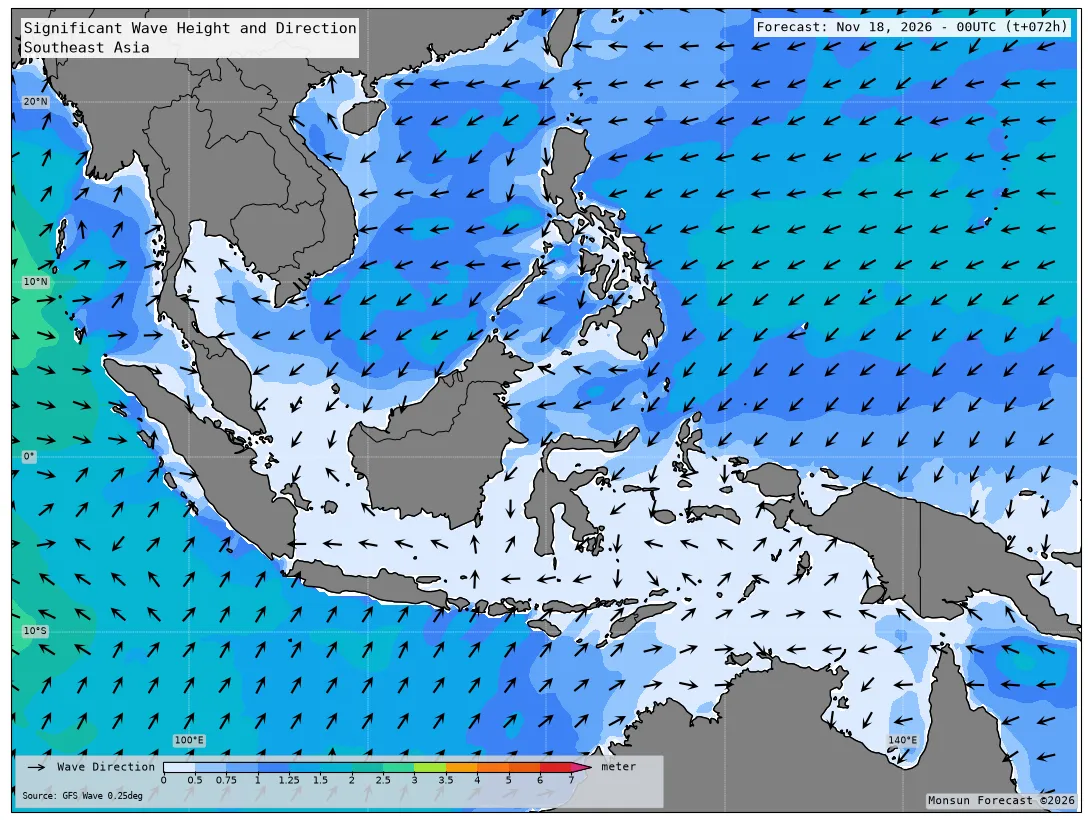 Significant Wave Height and Direction
Southeast Asia
Forecast: Nov 18, 2026 - 00UTC (t+072h)
20°N
10°N
0°
10°S
100°E
140°E
Wave Direction
0 0.5 0.75 1 1.25 1.5 2 2.5 3 3.5 4 5 6 7
meter
Source: GFS Wave 0.25deg
Monsun Forecast ©2026